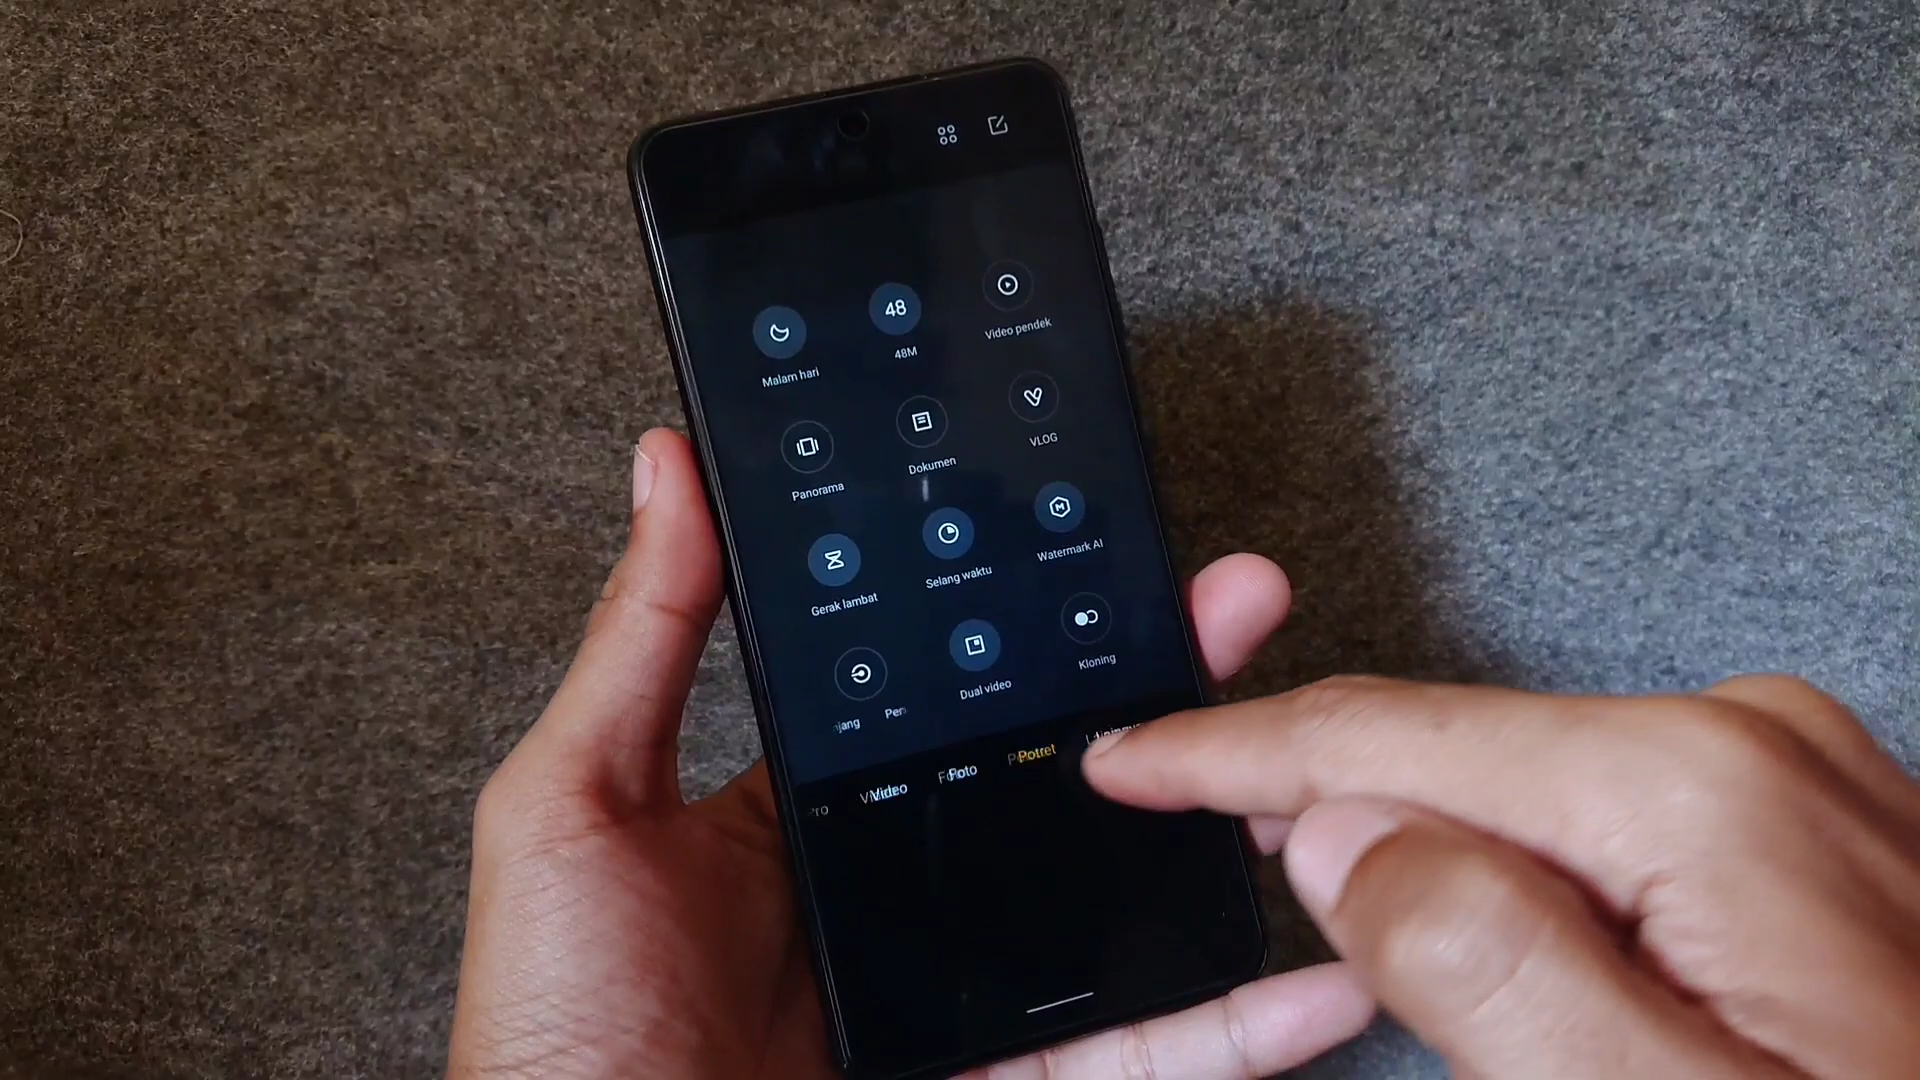 48
Malam hari
48M
Video pendek
Panorama
Dokumen
VLOG
Gerak lambat
Selang waktu
Watermark AI
Dual video
Kloning
Pro
Video
Foto
Potret